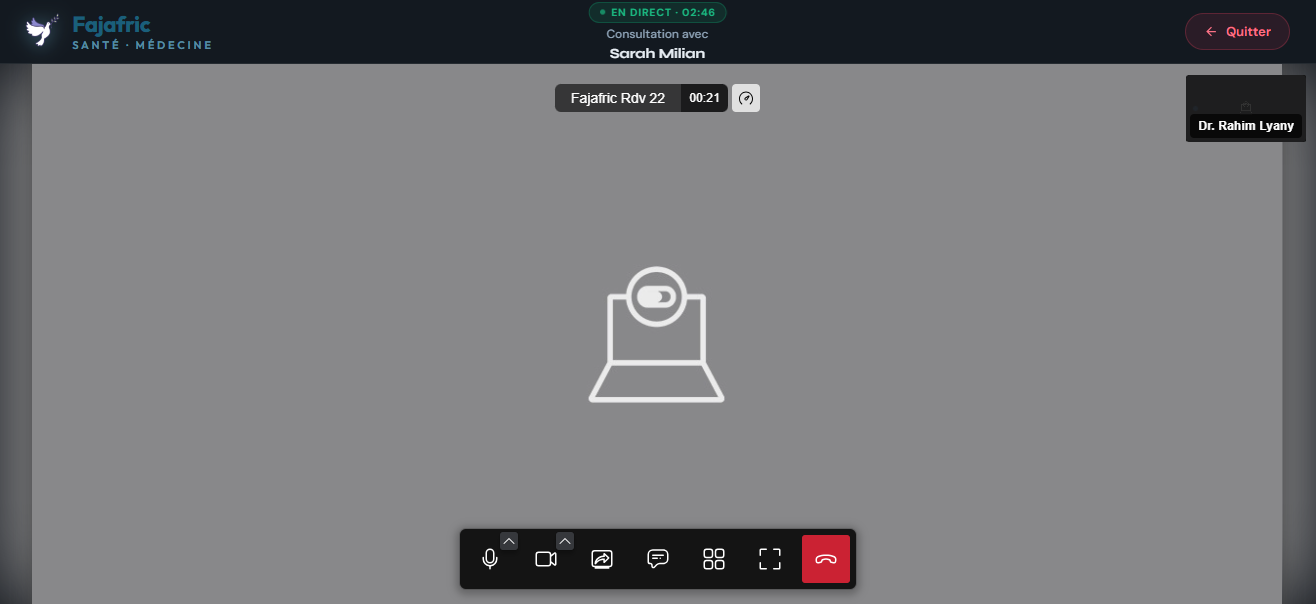 Fajafric
SANTÉ · MÉDECINE
EN DIRECT · 02:46
Consultation avec
Sarah Milian
← Quitter
Fajafric Rdv 22 00:21
Dr. Rahim Lyany